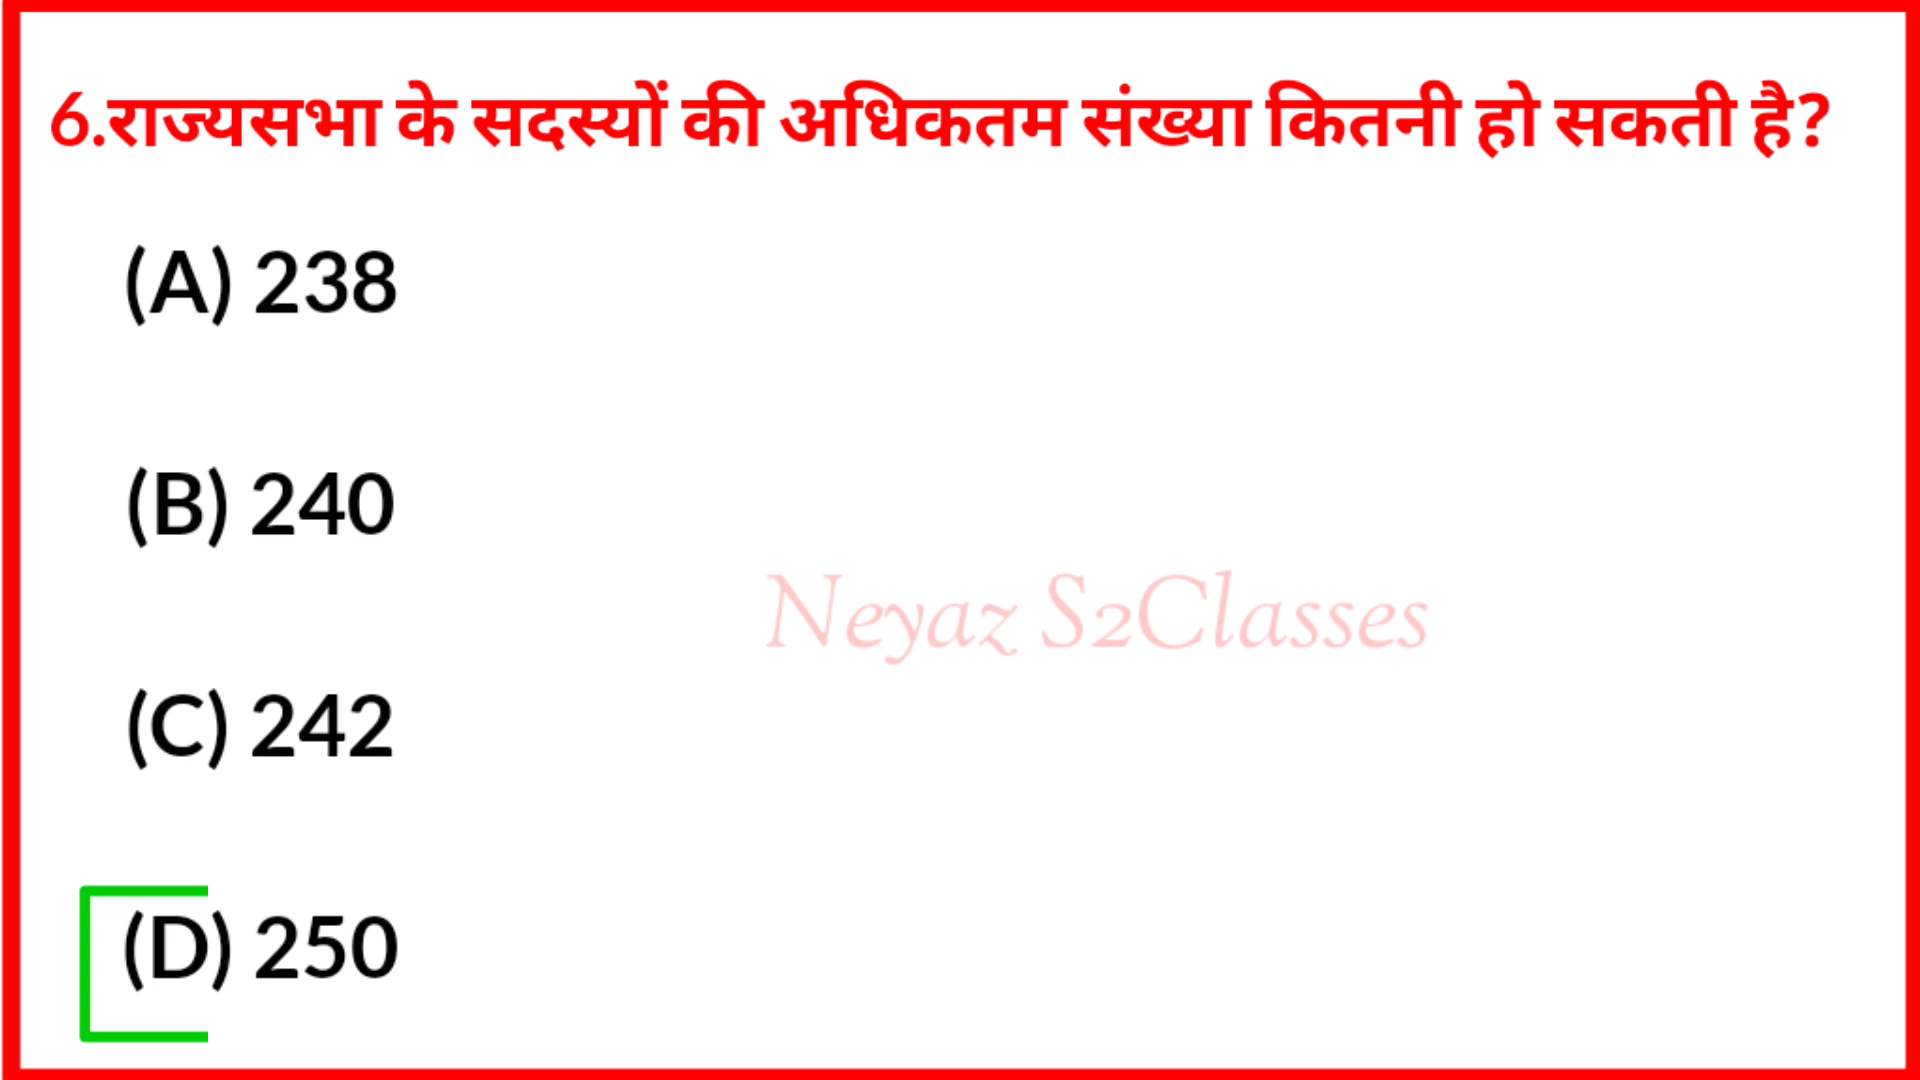 6.राज्यसभा के सदस्यों की अधिकतम संख्या कितनी हो सकती है?
(A) 238
(B) 240
Neyaz S2Classes
(C) 242
(D) 250